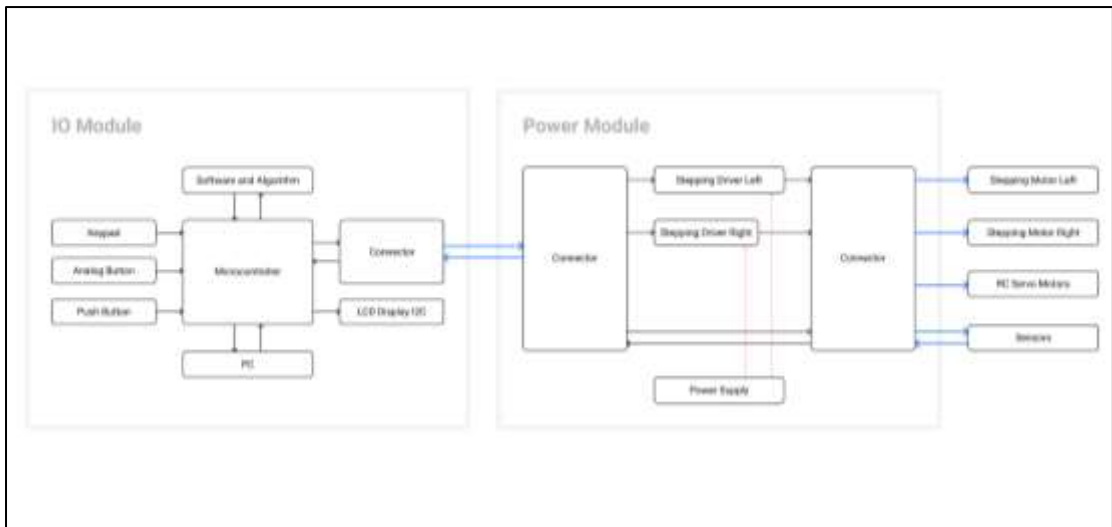 IO Module
Software and Algorithm
Keypad
Analog Button
Push Button
Microcontroller
Connector
LCD Display I2C
PC
Power Module
Connector
Stepping Driver Left
Stepping Driver Right
Connector
Power Supply
Stepping Motor Left
Stepping Motor Right
RC Servo Motors
Sensors